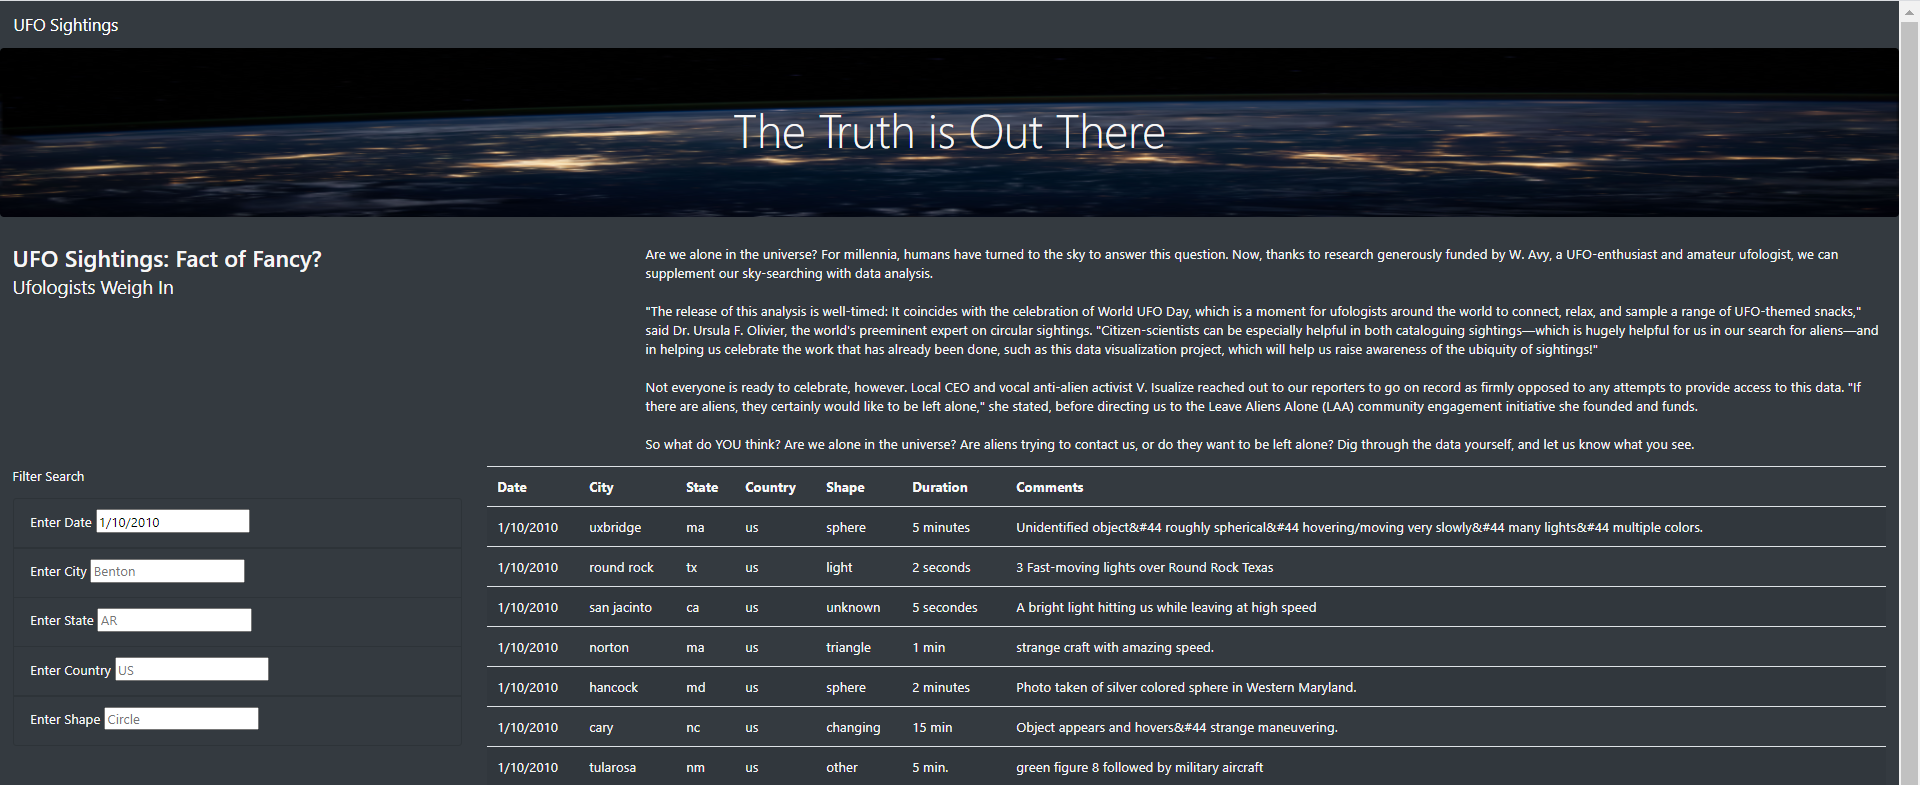 UFO Sightings
The Truth is Out There
UFO Sightings: Fact of Fancy?
Ufologists Weigh In
Are we alone in the universe? For millennia, humans have turned to the sky to answer this question. Now, thanks to research generously funded by W. Avy, a UFO-enthusiast and amateur ufologist, we can
supplement our sky-searching with data analysis.
"The release of this analysis is well-timed: It coincides with the celebration of World UFO Day, which is a moment for ufologists around the world to connect, relax, and sample a range of UFO-themed snacks,"
said Dr. Ursula F. Olivier, the world's preeminent expert on circular sightings. "Citizen-scientists can be especially helpful in both cataloguing sightings—which is hugely helpful for us in our search for aliens—and
in helping us celebrate the work that has already been done, such as this data visualization project, which will help us raise awareness of the ubiquity of sightings!"
Not everyone is ready to celebrate, however. Local CEO and vocal anti-alien activist V. Isualize reached out to our reporters to go on record as firmly opposed to any attempts to provide access to this data. "If
there are aliens, they certainly would like to be left alone," she stated, before directing us to the Leave Aliens Alone (LAA) community engagement initiative she founded and funds.
So what do YOU think? Are we alone in the universe? Are aliens trying to contact us, or do they want to be left alone? Dig through the data yourself, and let us know what you see.
Filter Search
Enter Date 1/10/2010
Enter City Benton
Enter State AR
Enter Country US
Enter Shape Circle
Date City State Country Shape Duration Comments
1/10/2010 uxbridge ma us sphere 5 minutes Unidentified object&#44 roughly spherical&#44 hovering/moving very slowly&#44 many lights&#44 multiple colors.
1/10/2010 round rock tx us light 2 seconds 3 Fast-moving lights over Round Rock Texas
1/10/2010 san jacinto ca us unknown 5 secondes A bright light hitting us while leaving at high speed
1/10/2010 norton ma us triangle 1 min strange craft with amazing speed.
1/10/2010 hancock md us sphere 2 minutes Photo taken of silver colored sphere in Western Maryland.
1/10/2010 cary nc us changing 15 min Object appears and hovers&#44 strange maneuvering.
1/10/2010 tularosa nm us other 5 min. green figure 8 followed by military aircraft